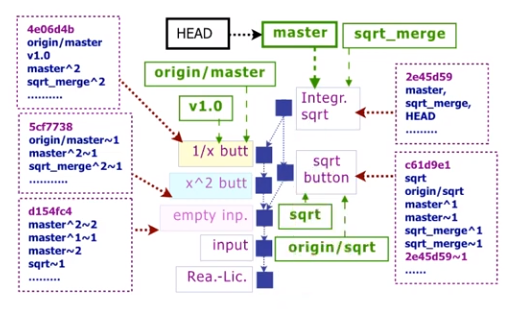 HEAD
master
sqrt_merge
4e06d4b
origin/master
v1.0
master^2
sqrt_merge^2
..........
origin/master
v1.0
Integr.
sqrt
2e45d59
master,
sqrt_merge,
HEAD
.........
5cf7738
origin/master~1
master^2~1
sqrt_merge^2~1
...........
1/x butt
x^2 butt
empty inp.
input
Rea.-Lic.
sqrt
button
sqrt
origin/sqrt
d154fc4
master^2~2
master^1~1
master~2
sqrt~1
.........
c61d9e1
sqrt
origin/sqrt
master^1
master~1
sqrt_merge^1
sqrt_merge~1
2e45d59~1
......